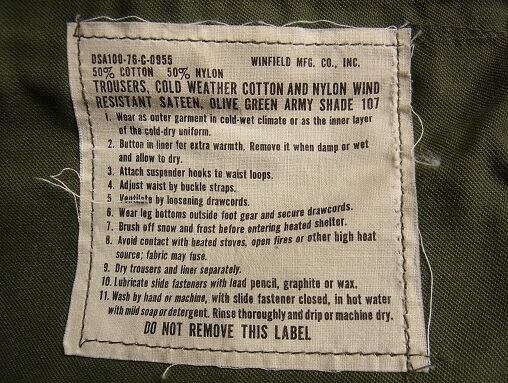 DSA100-76-C-0955 WINFIELD MFG. CO., INC.
50% COTTON 50% NYLON
TROUSERS, COLD WEATHER COTTON AND NYLON WIND
RESISTANT SATEEN, OLIVE GREEN ARMY SHADE 107
1. Wear as outer garment in cold-wet climate or as the inner layer
of the cold-dry uniform.
2. Button in liner for extra warmth. Remove it when damp or wet
and allow to dry.
3. Attach suspender hooks to waist loops.
4. Adjust waist by buckle straps.
5 Ventilate by loosening drawcords.
6. Wear leg bottoms outside foot gear and secure drawcords.
7. Brush off snow and frost before entering heated shelter.
8. Avoid contact with heated stoves, open fires or other high heat
source; fabric may fuse.
9. Dry trousers and liner separately.
10. Lubricate slide fasteners with lead pencil, graphite or wax.
11. Wash by hand or machine, with slide fastener closed, in hot water
with mild soap or detergent. Rinse thoroughly and drip or machine dry.
DO NOT REMOVE THIS LABEL